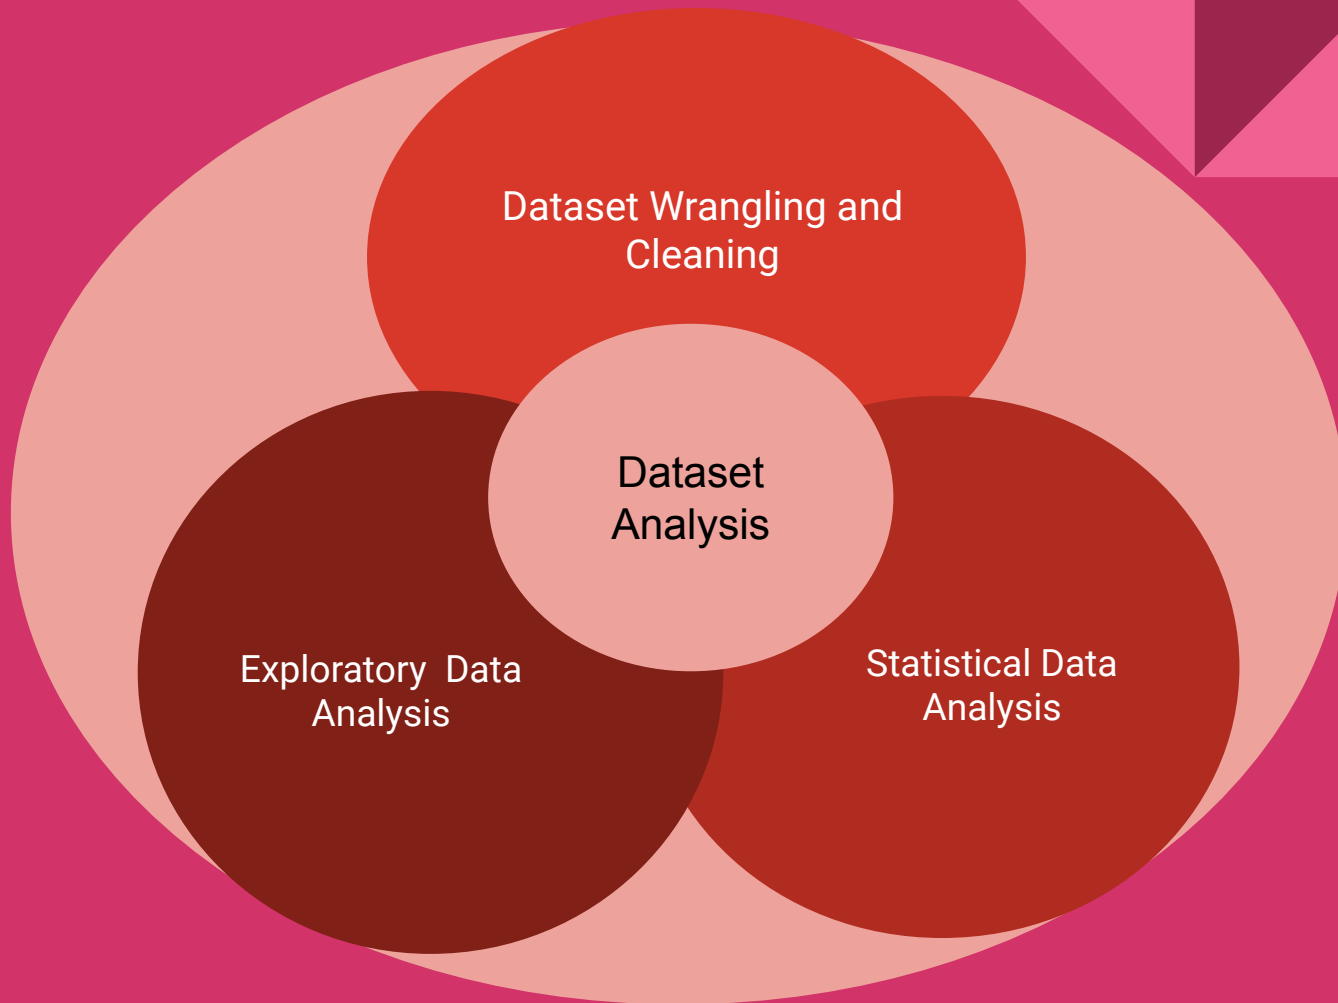 Dataset Wrangling and
Cleaning
Dataset
Analysis
Exploratory  Data
Analysis
Statistical Data
Analysis